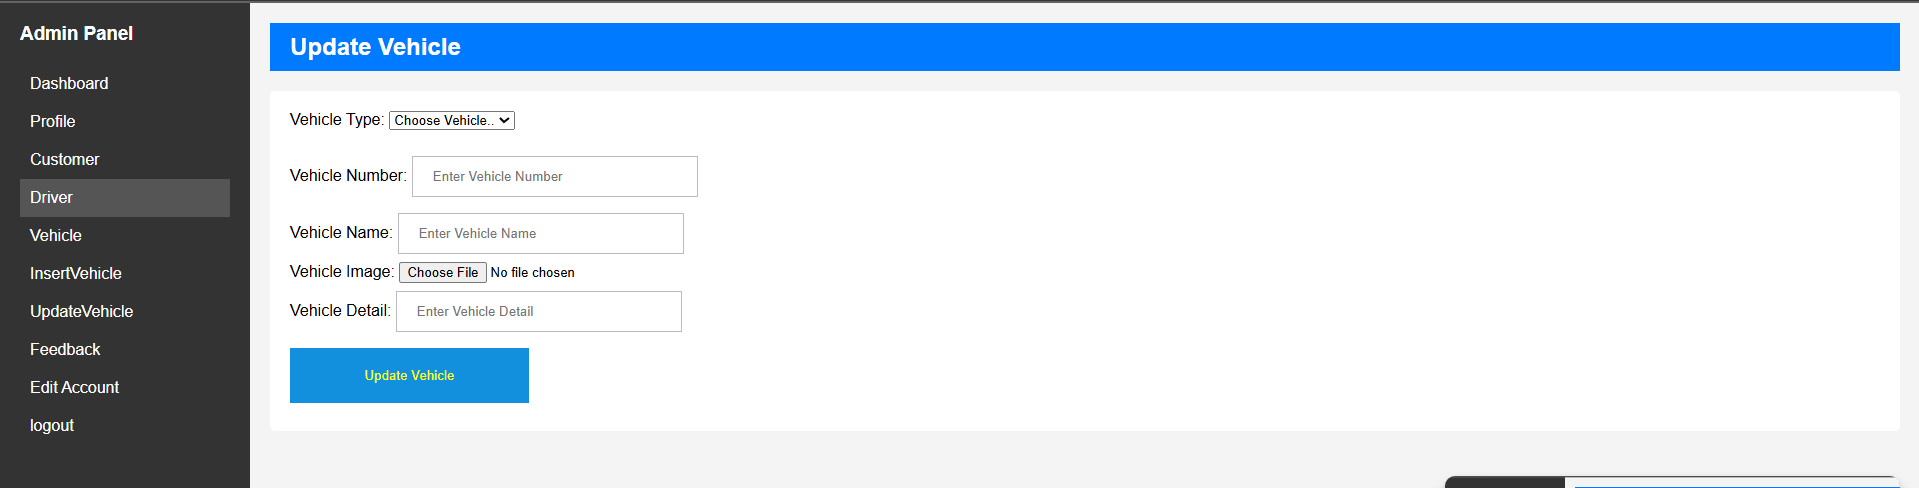 Admin Panel
Dashboard
Profile
Customer
Driver
Vehicle
InsertVehicle
UpdateVehicle
Feedback
Edit Account
logout
Update Vehicle
Vehicle Type: Choose Vehicle..
Vehicle Number: Enter Vehicle Number
Vehicle Name: Enter Vehicle Name
Vehicle Image: Choose File No file chosen
Vehicle Detail: Enter Vehicle Detail
Update Vehicle